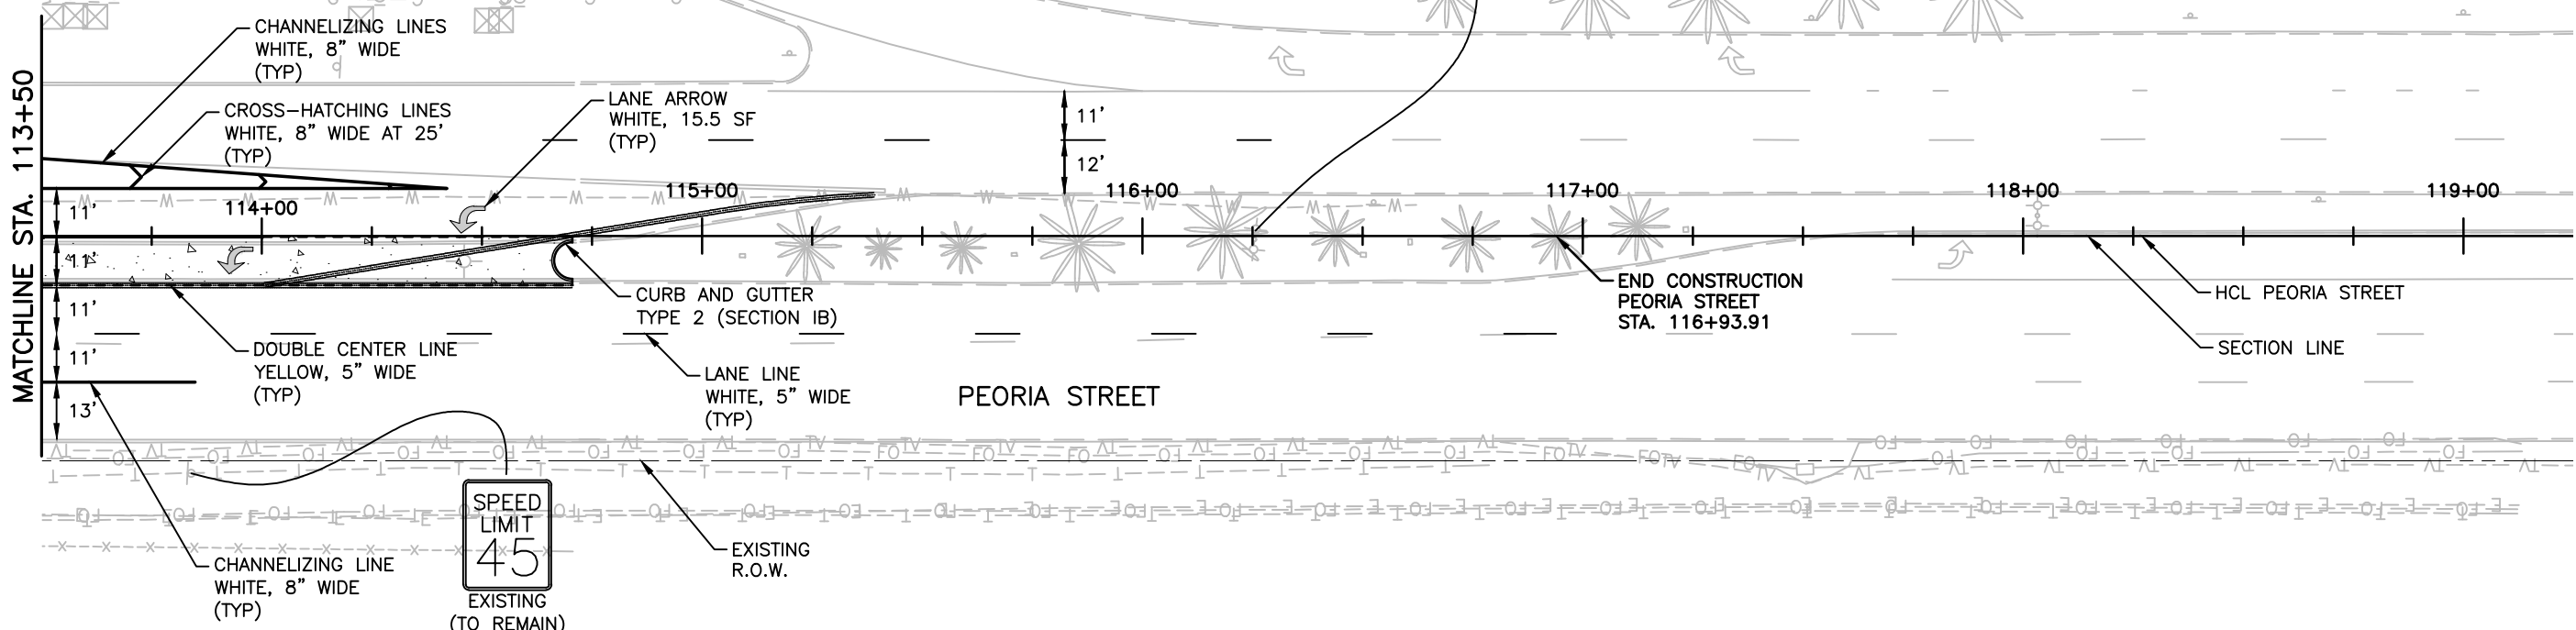 MATCHLINE STA. 113+50
CHANNELIZING LINES
WHITE, 8" WIDE
(TYP)
CROSS-HATCHING LINES
WHITE, 8" WIDE AT 25'
(TYP)
LANE ARROW
WHITE, 15.5 SF
(TYP)
11'
12'
114+00
115+00
116+00
117+00
118+00
119+00
11'
11'
11'
11'
13'
CURB AND GUTTER
TYPE 2 (SECTION IB)
END CONSTRUCTION
PEORIA STREET
STA. 116+93.91
HCL PEORIA STREET
SECTION LINE
DOUBLE CENTER LINE
YELLOW, 5" WIDE
(TYP)
LANE LINE
WHITE, 5" WIDE
(TYP)
PEORIA STREET
CHANNELIZING LINE
WHITE, 8" WIDE
(TYP)
SPEED
LIMIT
45
EXISTING
(TO REMAIN)
EXISTING
R.O.W.